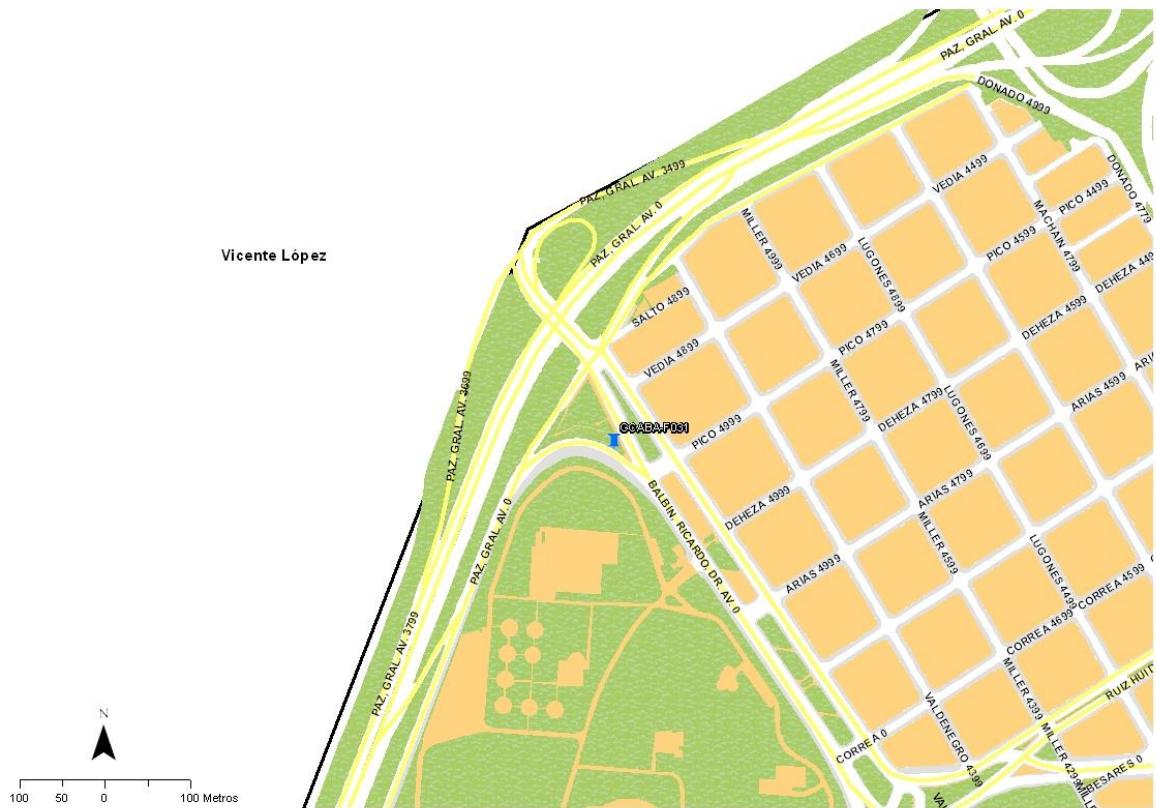 PAZ, GRAL. AV. 0
DONADO 4999
PAZ, GRAL. AV. 3499
VEDIA 4499
PICO 4499
DONADO 4779
MILLER 4999
MACHAIN 4799
PAZ, GRAL. AV. 0
Vicente López
VEDIA 4699
LUGONES 4899
PICO 4599
SALTO 4899
DEHEZA 4599
VEDIA 4899
PICO 4799
PAZ, GRAL. AV. 3699
MILLER 4799
DEHEZA 4799
ARIAS 4599
GcABA-F031
PICO 4999
LUGONES 4699
ARIAS 4799
DEHEZA 4999
PAZ, GRAL. AV. 0
BALBIN, RICARDO, DR. AV. 0
MILLER 4599
ARIAS 4999
LUGONES 4499
CORREA 4599
CORREA 4699
PAZ, GRAL. AV. 3799
MILLER 4399
VALDENEGRO 4399
CORREA 0
MILLER 4299
BESARES 0
N
100 50 0 100 Metros